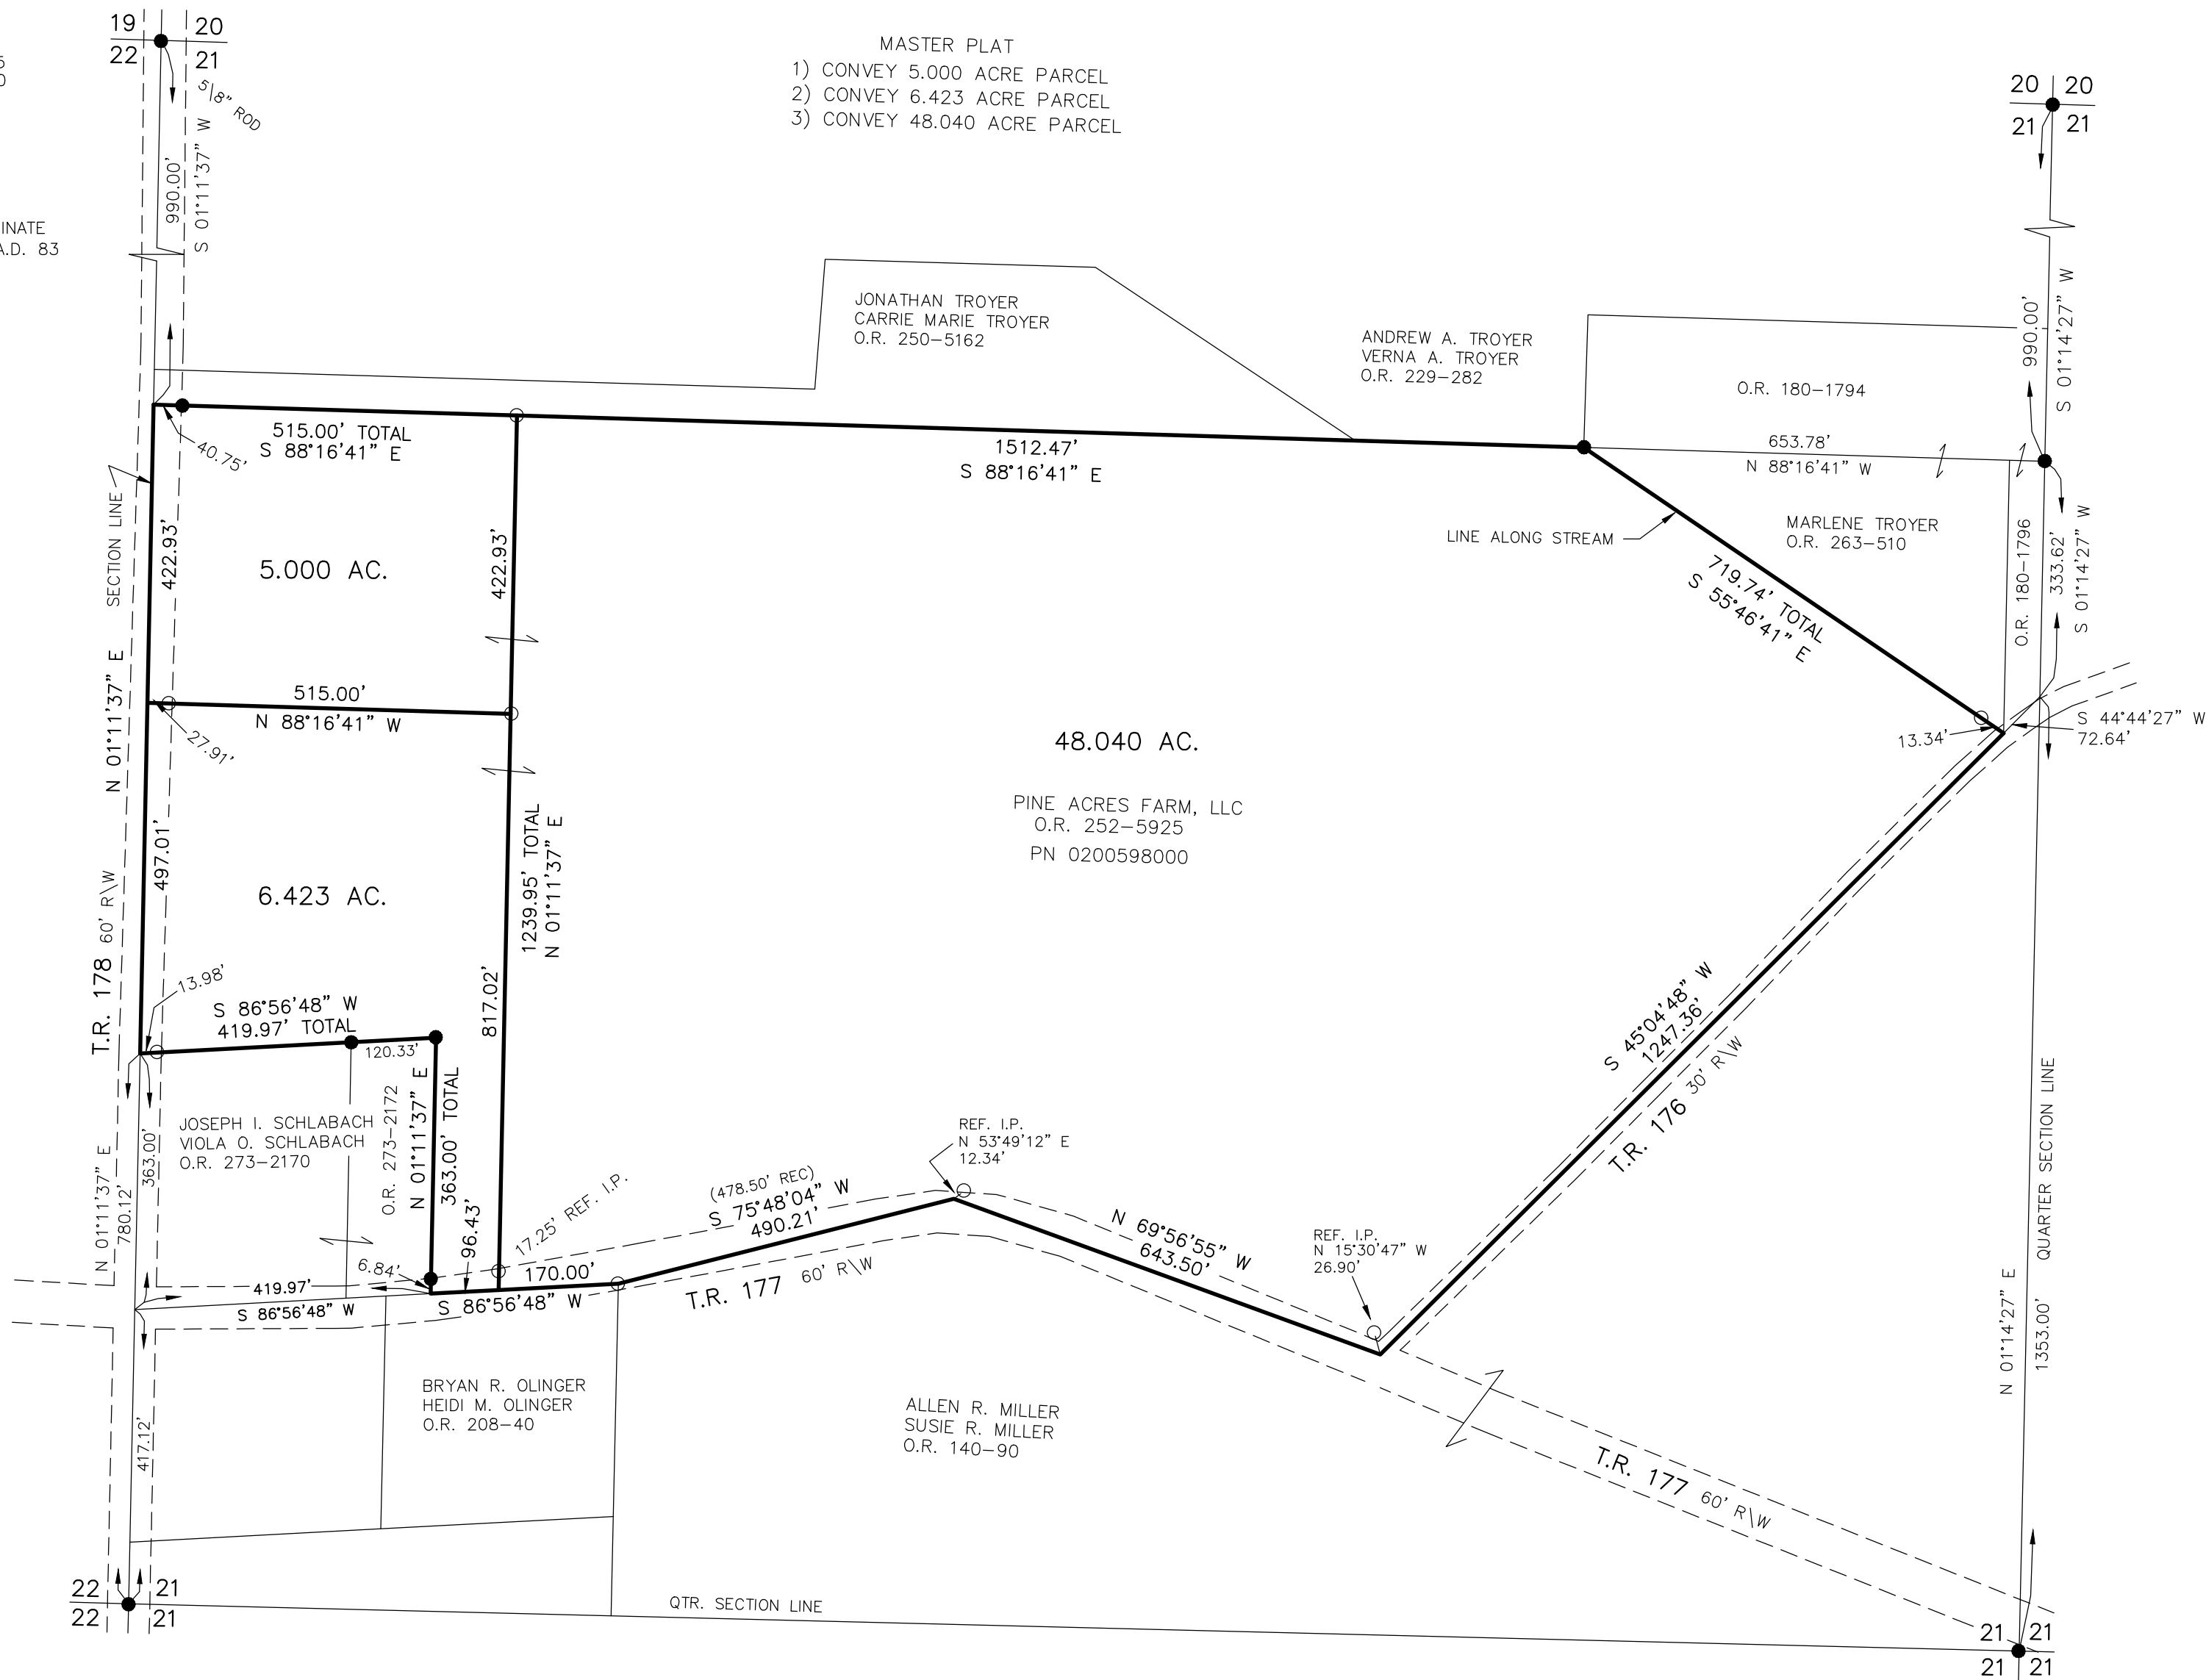 19 20
22 21
5\8" ROD
990.00'
S 01°11'37" W
INATE
A.D. 83
MASTER PLAT
1) CONVEY 5.000 ACRE PARCEL
2) CONVEY 6.423 ACRE PARCEL
3) CONVEY 48.040 ACRE PARCEL
20 20
21 21
990.00'
S 01°14'27" W
JONATHAN TROYER
CARRIE MARIE TROYER
O.R. 250-5162
ANDREW A. TROYER
VERNA A. TROYER
O.R. 229-282
O.R. 180-1794
515.00' TOTAL
S 88°16'41" E
40.75'
1512.47'
S 88°16'41" E
653.78'
N 88°16'41" W
SECTION LINE
422.93'
5.000 AC.
422.93'
LINE ALONG STREAM
MARLENE TROYER
O.R. 263-510
O.R. 180-1796
333.62'
S 01°14'27" W
719.74' TOTAL
S 55°46'41" E
N 01°11'37" E
515.00'
N 88°16'41" W
27.91'
48.040 AC.
13.34'
S 44°44'27" W
72.64'
PINE ACRES FARM, LLC
O.R. 252-5925
PN 0200598000
497.01'
6.423 AC.
1239.95' TOTAL
N 01°11'37" E
T.R. 178 60' R\W
13.98'
S 86°56'48" W
419.97' TOTAL
120.33'
817.02'
S 45°04'48" W
1247.36'
T.R. 176 30' R\W
JOSEPH I. SCHLABACH
VIOLA O. SCHLABACH
O.R. 273-2170
O.R. 273-2172
N 01°11'37" E
363.00' TOTAL
363.00'
N 01°11'37" E
780.12'
REF. I.P.
N 53°49'12" E
12.34'
17.25' REF. I.P.
(478.50' REC)
S 75°48'04" W
490.21'
N 69°56'55" W
643.50'
REF. I.P.
N 15°30'47" W
26.90'
QUARTER SECTION LINE
N 01°14'27" E
1353.00'
6.84'
96.43'
170.00'
S 86°56'48" W
419.97'
S 86°56'48" W
T.R. 177 60' R\W
BRYAN R. OLINGER
HEIDI M. OLINGER
O.R. 208-40
ALLEN R. MILLER
SUSIE R. MILLER
O.R. 140-90
417.12'
T.R. 177 60' R\W
22 21
22 21
QTR. SECTION LINE
21 21
21 21